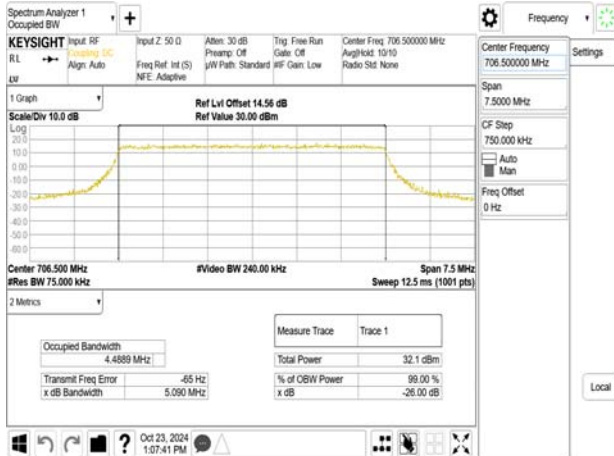 Spectrum Analyzer 1
Occupied BW
KEYSIGHT
RL
Input: RF
Coupling: DC
Align: Auto
Input Z: 50 Ω
Freq Ref: Int (S)
NFE: Adaptive
Atten: 30 dB
Preamp: Off
µW Path: Standard
Trig: Free Run
Gate: Off
#IF Gain: Low
Center Freq: 706.500000 MHz
Avg|Hold: 10/10
Radio Std: None
1 Graph
Scale/Div 10.0 dB
Ref Lvl Offset 14.56 dB
Ref Value 30.00 dBm
Log
20.0
10.0
0.00
-10.0
-20.0
-30.0
-40.0
-50.0
-60.0
Center 706.500 MHz
#Video BW 240.00 kHz
Span 7.5 MHz
#Res BW 75.000 kHz
Sweep 12.5 ms (1001 pts)
2 Metrics
Measure Trace
Trace 1
Occupied Bandwidth
4.4889 MHz
Total Power
32.1 dBm
Transmit Freq Error
-65 Hz
% of OBW Power
99.00 %
x dB Bandwidth
5.090 MHz
x dB
-26.00 dB
Oct 23, 2024
1:07:41 PM
Frequency
Center Frequency
706.500000 MHz
Settings
Span
7.5000 MHz
CF Step
750.000 kHz
Auto
Man
Freq Offset
0 Hz
Local